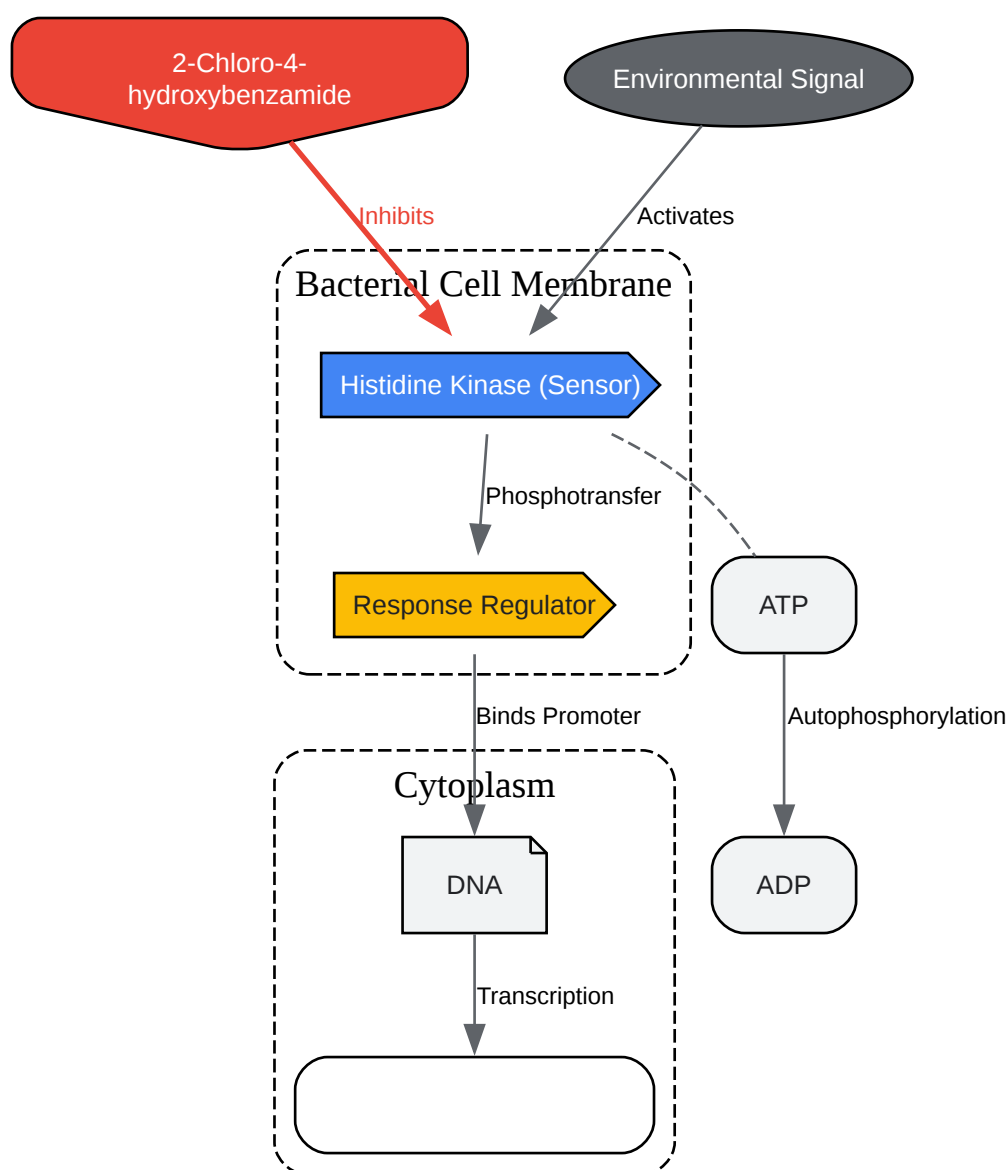 2-Chloro-4-
hydroxybenzamide
Environmental Signal
Inhibits
Activates
Bacterial Cell Membrane
Histidine Kinase (Sensor)
Phosphotransfer
Response Regulator
ATP
Binds Promoter
Autophosphorylation
Cytoplasm
DNA
ADP
Transcription